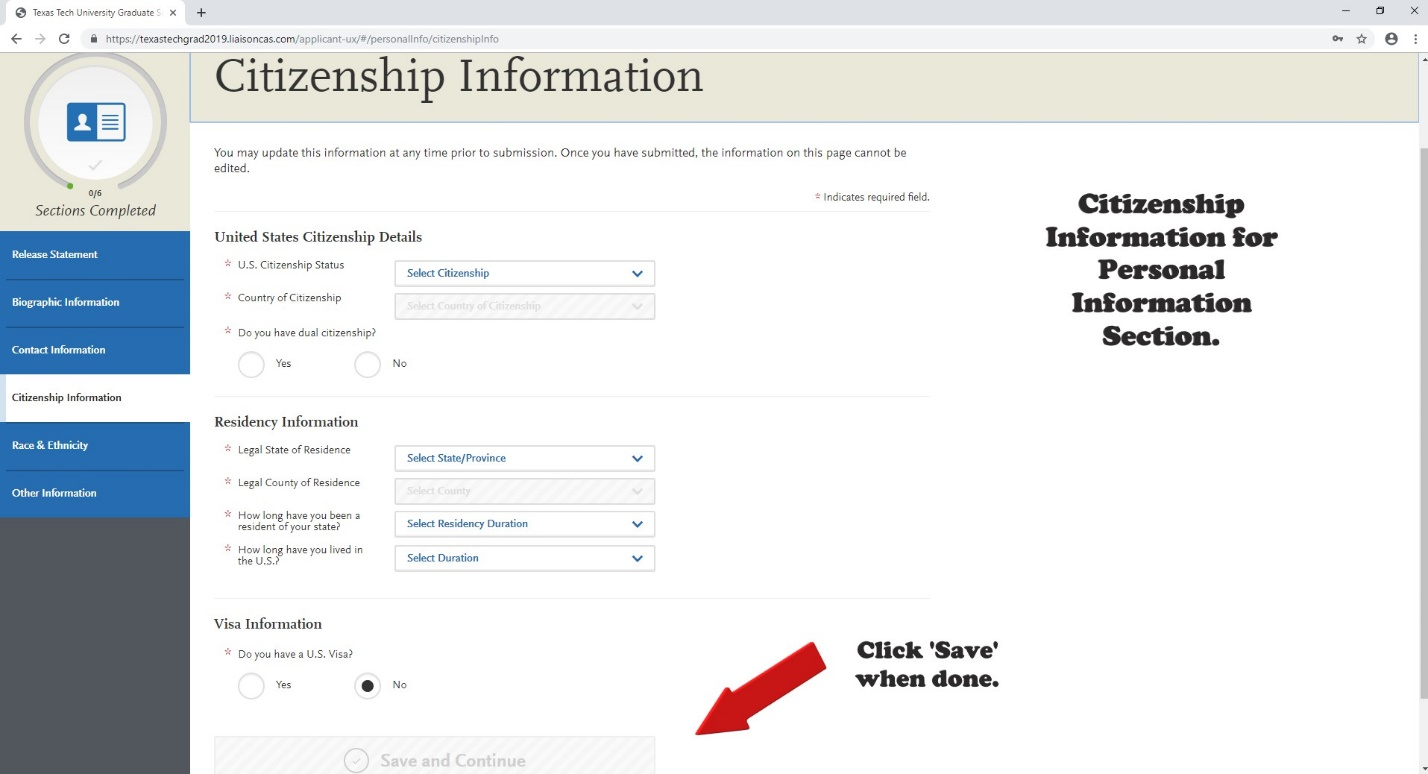 Texas Tech University Graduate S
https://texastechgrad2019.liaisoncas.com/applicant-ux/#/personalInfo/citizenshipInfo
0/6
Sections Completed
Release Statement
Biographic Information
Contact Information
Citizenship Information
Race & Ethnicity
Other Information
Citizenship Information
You may update this information at any time prior to submission. Once you have submitted, the information on this page cannot be
edited.
* Indicates required field.
United States Citizenship Details
* U.S. Citizenship Status
Select Citizenship
* Country of Citizenship
Select Country of Citizenship
* Do you have dual citizenship?
Yes No
Residency Information
* Legal State of Residence
Select State/Province
* Legal County of Residence
Select County
* How long have you been a
resident of your state?
Select Residency Duration
* How long have you lived in
the U.S.?
Select Duration
Visa Information
* Do you have a U.S. Visa?
Yes No
Save and Continue
Citizenship
Information for
Personal
Information
Section.
Click 'Save'
when done.